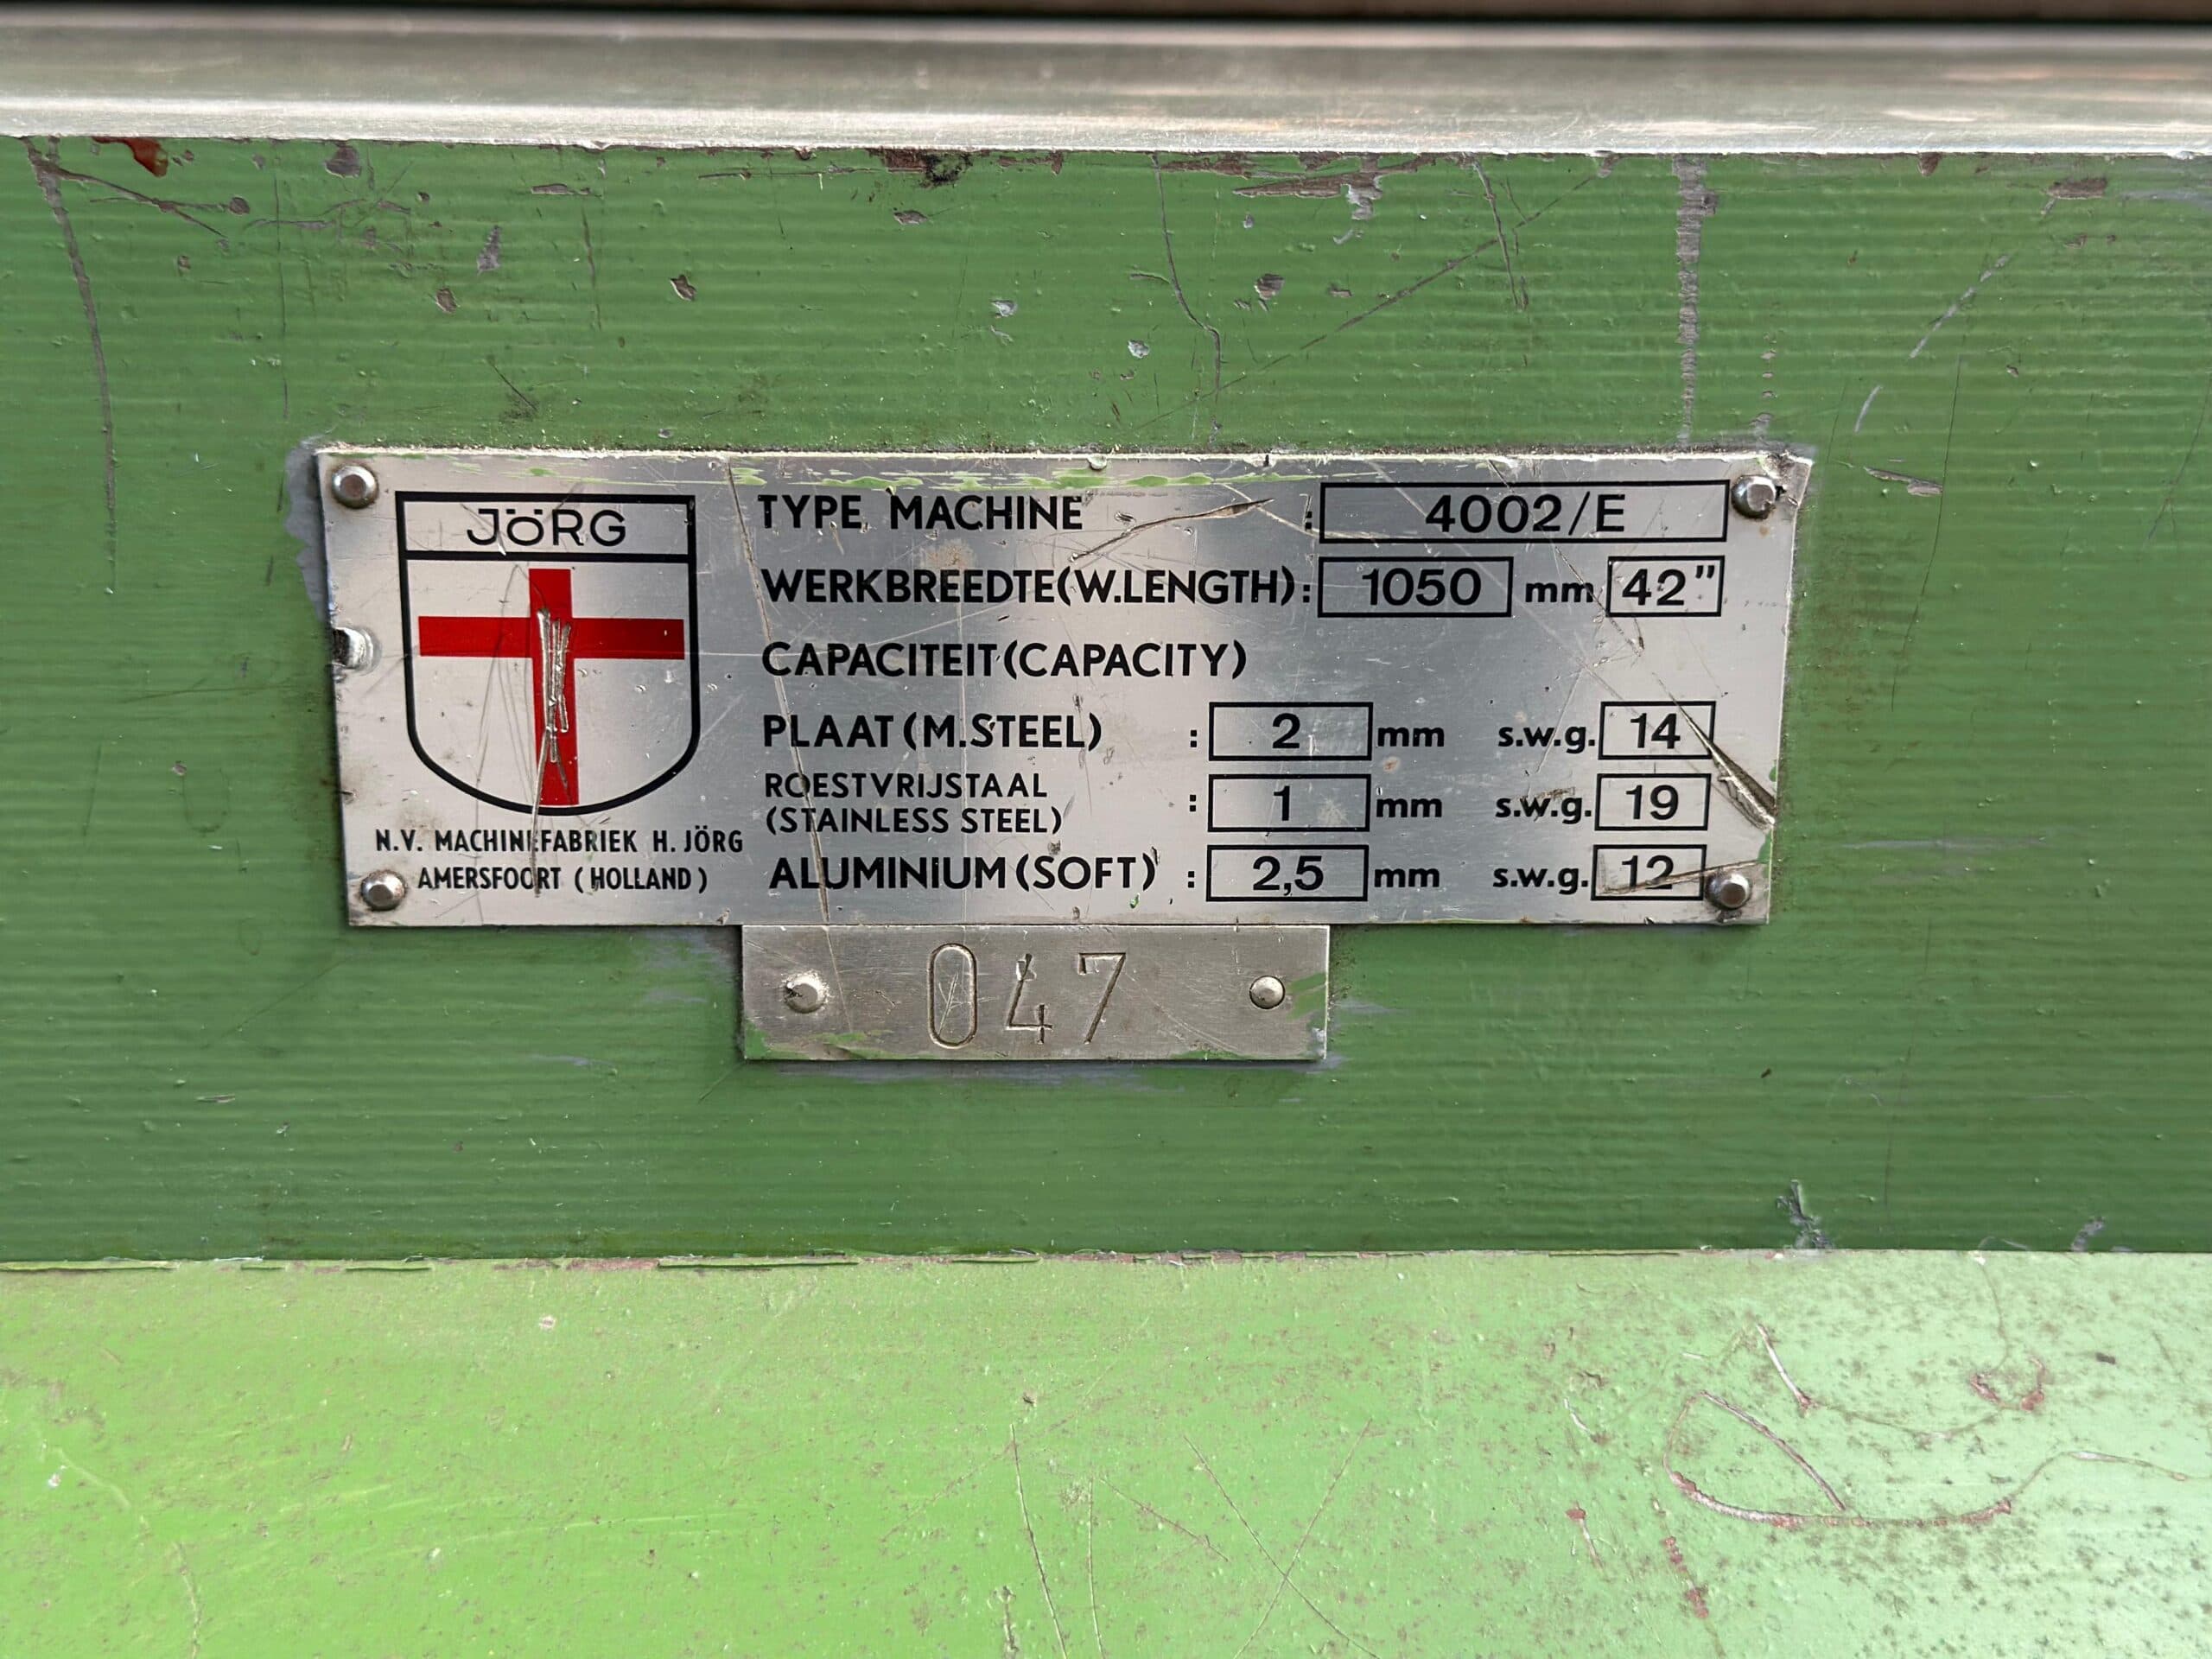 JÖRG
N.V. MACHINEFABRIEK H. JÖRG
AMERSFOORT (HOLLAND)
TYPE MACHINE : 4002/E
WERKBREEDTE(W.LENGTH): 1050 mm 42"
CAPACITEIT(CAPACITY)
PLAAT(M.STEEL) : 2 mm s.w.g. 14
ROESTVRIJSTAAL
(STAINLESS STEEL) : 1 mm s.w.g. 19
ALUMINIUM(SOFT) : 2,5 mm s.w.g. 12
047